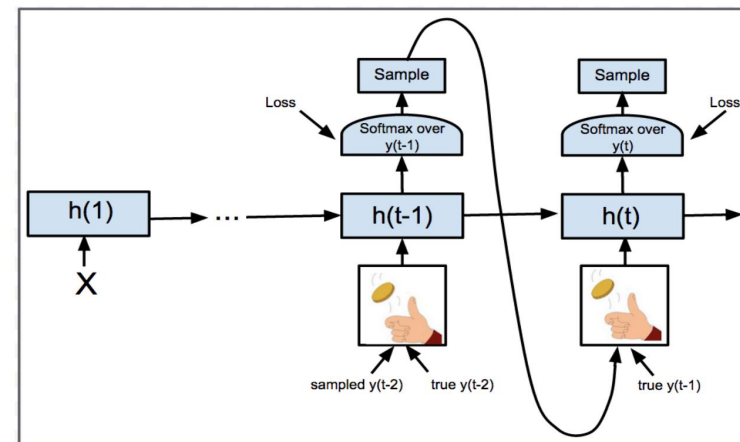 Sample
Sample
Loss
Loss
Softmax over
y(t-1)
Softmax over
y(t)
h(1)
...
h(t-1)
h(t)
X
sampled y(t-2)
true y(t-2)
true y(t-1)